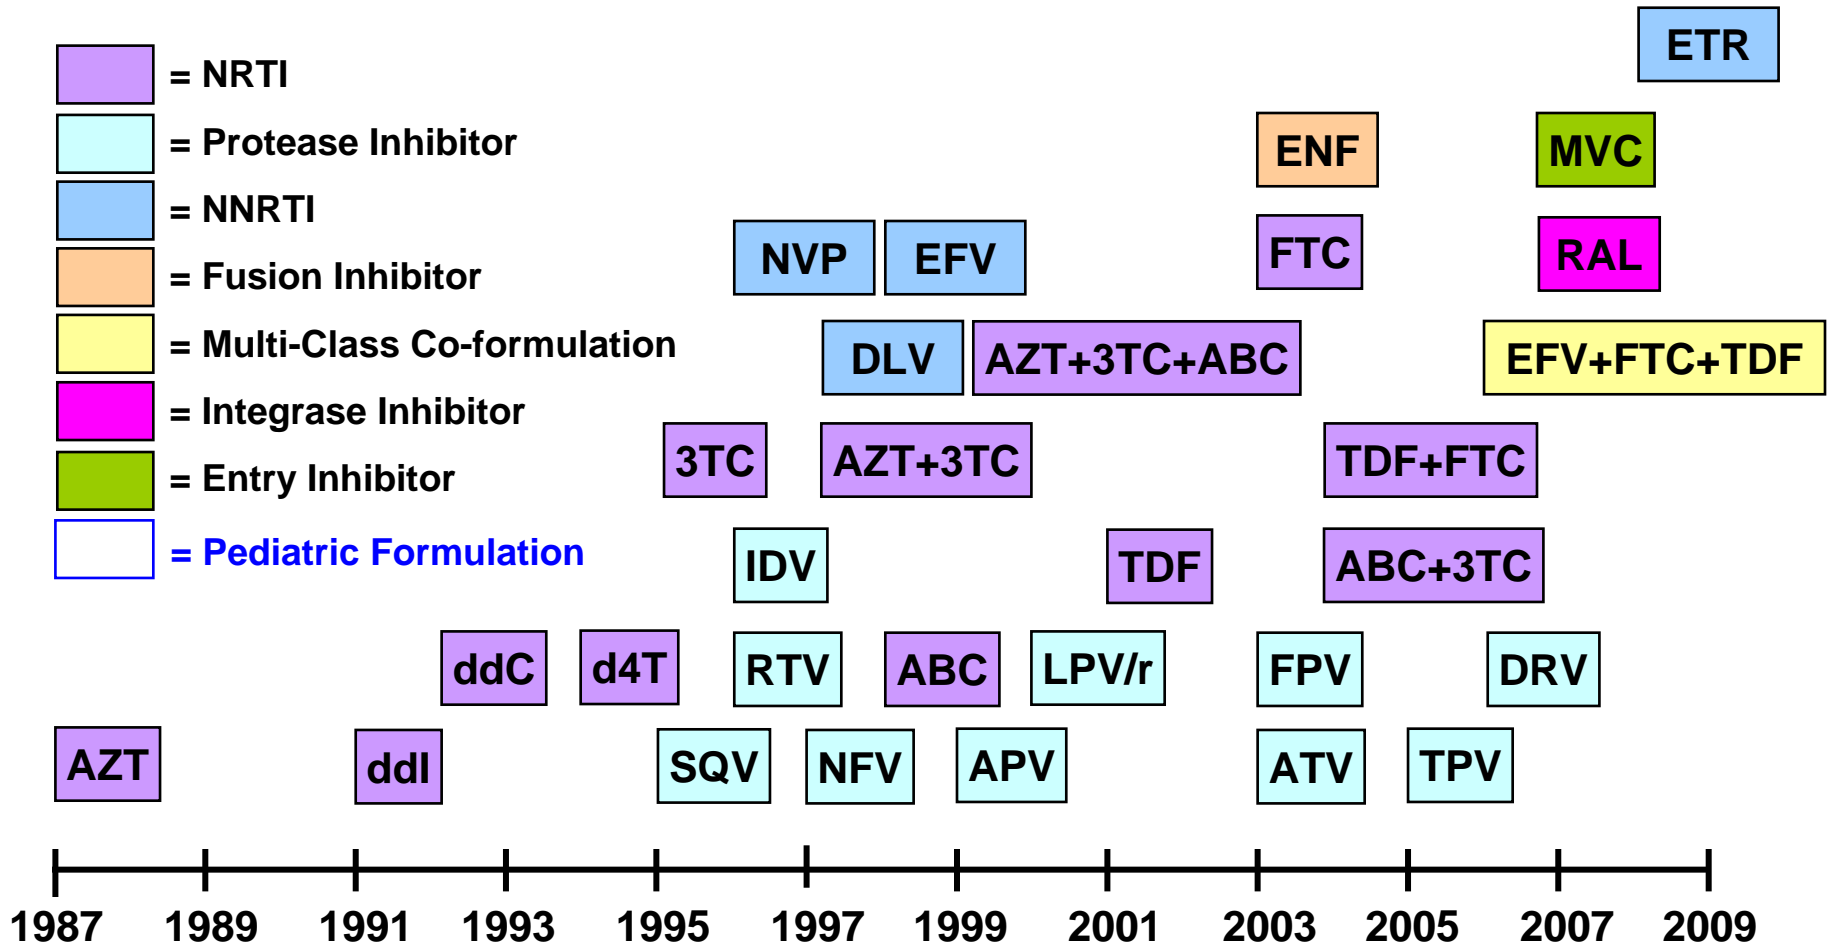 = NRTI
= Protease Inhibitor
= NNRTI
= Fusion Inhibitor
= Multi-Class Co-formulation
= Integrase Inhibitor
= Entry Inhibitor
= Pediatric Formulation
ETR
ENF
MVC
FTC
RAL
NVP
EFV
DLV
AZT+3TC+ABC
EFV+FTC+TDF
3TC
AZT+3TC
TDF+FTC
IDV
TDF
ABC+3TC
ddC
d4T
RTV
ABC
LPV/r
FPV
DRV
AZT
ddI
SQV
NFV
APV
ATV
TPV
1987 1989 1991 1993 1995 1997 1999 2001 2003 2005 2007 2009